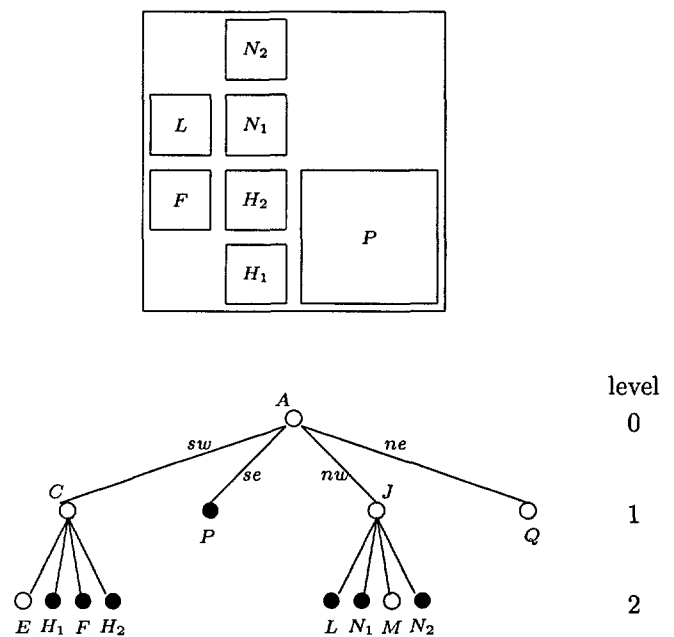 N₂
L N₁
F H₂
P
H₁
level
A 0
sw se nw ne
C J 1
P Q
2
E H₁ F H₂ L N₁ M N₂